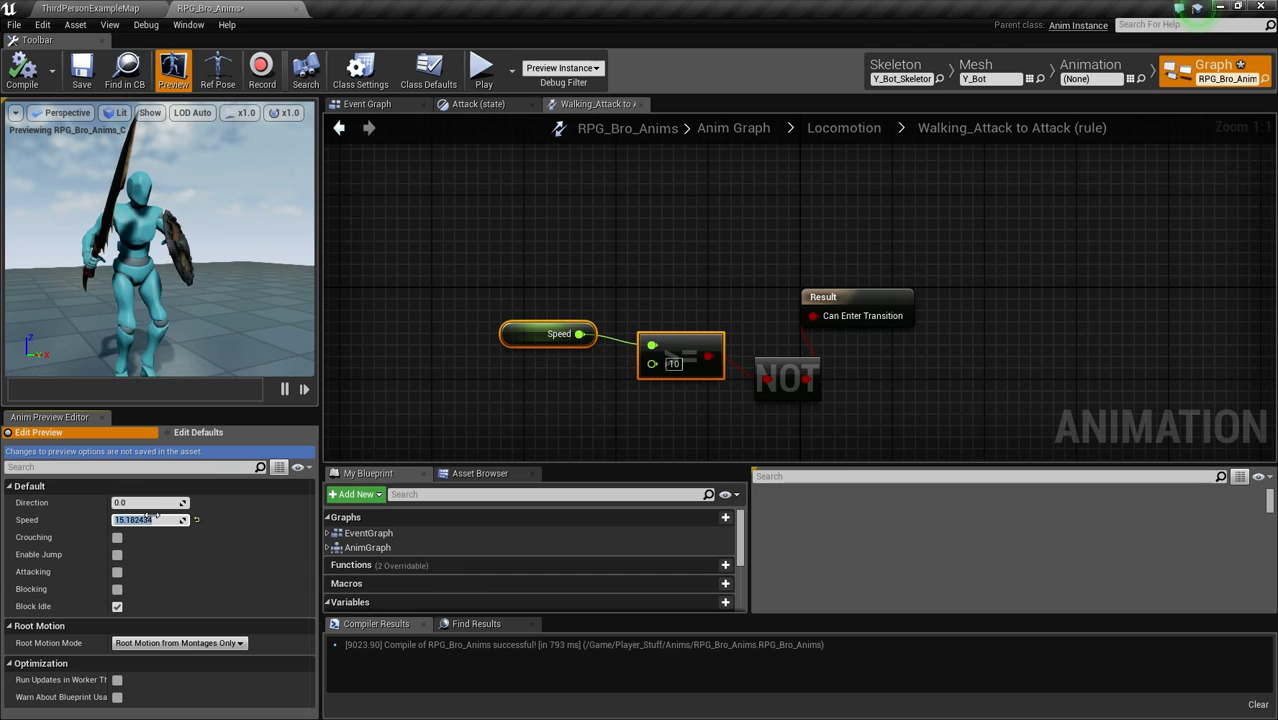 ThirdPersonExampleMap
RPG_Bro_Anims*
File Edit Asset View Debug Window Help
Parent class: Anim Instance
Search For Help
Toolbar
Compile
Save
Find in CB
Preview
Ref Pose
Record
Search
Class Settings
Class Defaults
Play
Preview Instance
Debug Filter
Skeleton
Y_Bot_Skeletor
Mesh
Y_Bot
Animation
(None)
Graph
RPG_Bro_Anim
Perspective
Lit
Show
LOD Auto
x1.0
x1.0
Previewing RPG_Bro_Anims_C
Z
Y
X
Event Graph
Attack (state)
Walking_Attack to A
RPG_Bro_Anims > Anim Graph > Locomotion > Walking_Attack to Attack (rule)
Zoom 1:1
Speed
>=
10
NOT
Result
Can Enter Transition
ANIMATION
Anim Preview Editor
Edit Preview
Edit Defaults
Changes to preview options are not saved in the asset.
Search
Default
Direction 0.0
Speed 15.182434
Crouching
Enable Jump
Attacking
Blocking
Block Idle
Root Motion
Root Motion Mode Root Motion from Montages Only
Optimization
Run Updates in Worker Th
Warn About Blueprint Usa
My Blueprint
Asset Browser
Add New
Search
Graphs
EventGraph
AnimGraph
Functions (2 Overridable)
Macros
Variables
Search
Compiler Results
Find Results
[9023.90] Compile of RPG_Bro_Anims successful! [in 793 ms] (/Game/Player_Stuff/Anims/RPG_Bro_Anims.RPG_Bro_Anims)
Clear